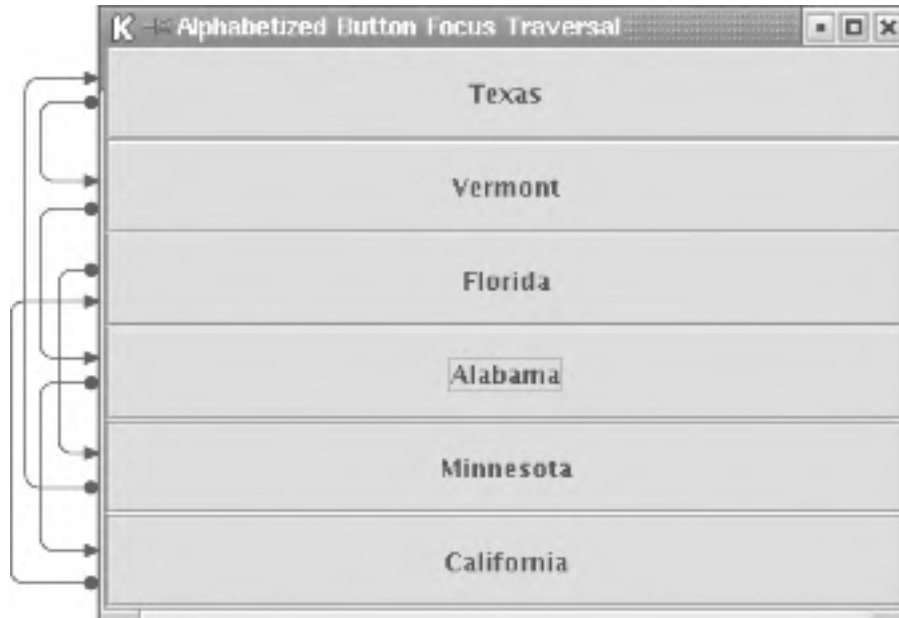 K Alphabetized Button Focus Traversal
Texas
Vermont
Florida
Alabama
Minnesota
California